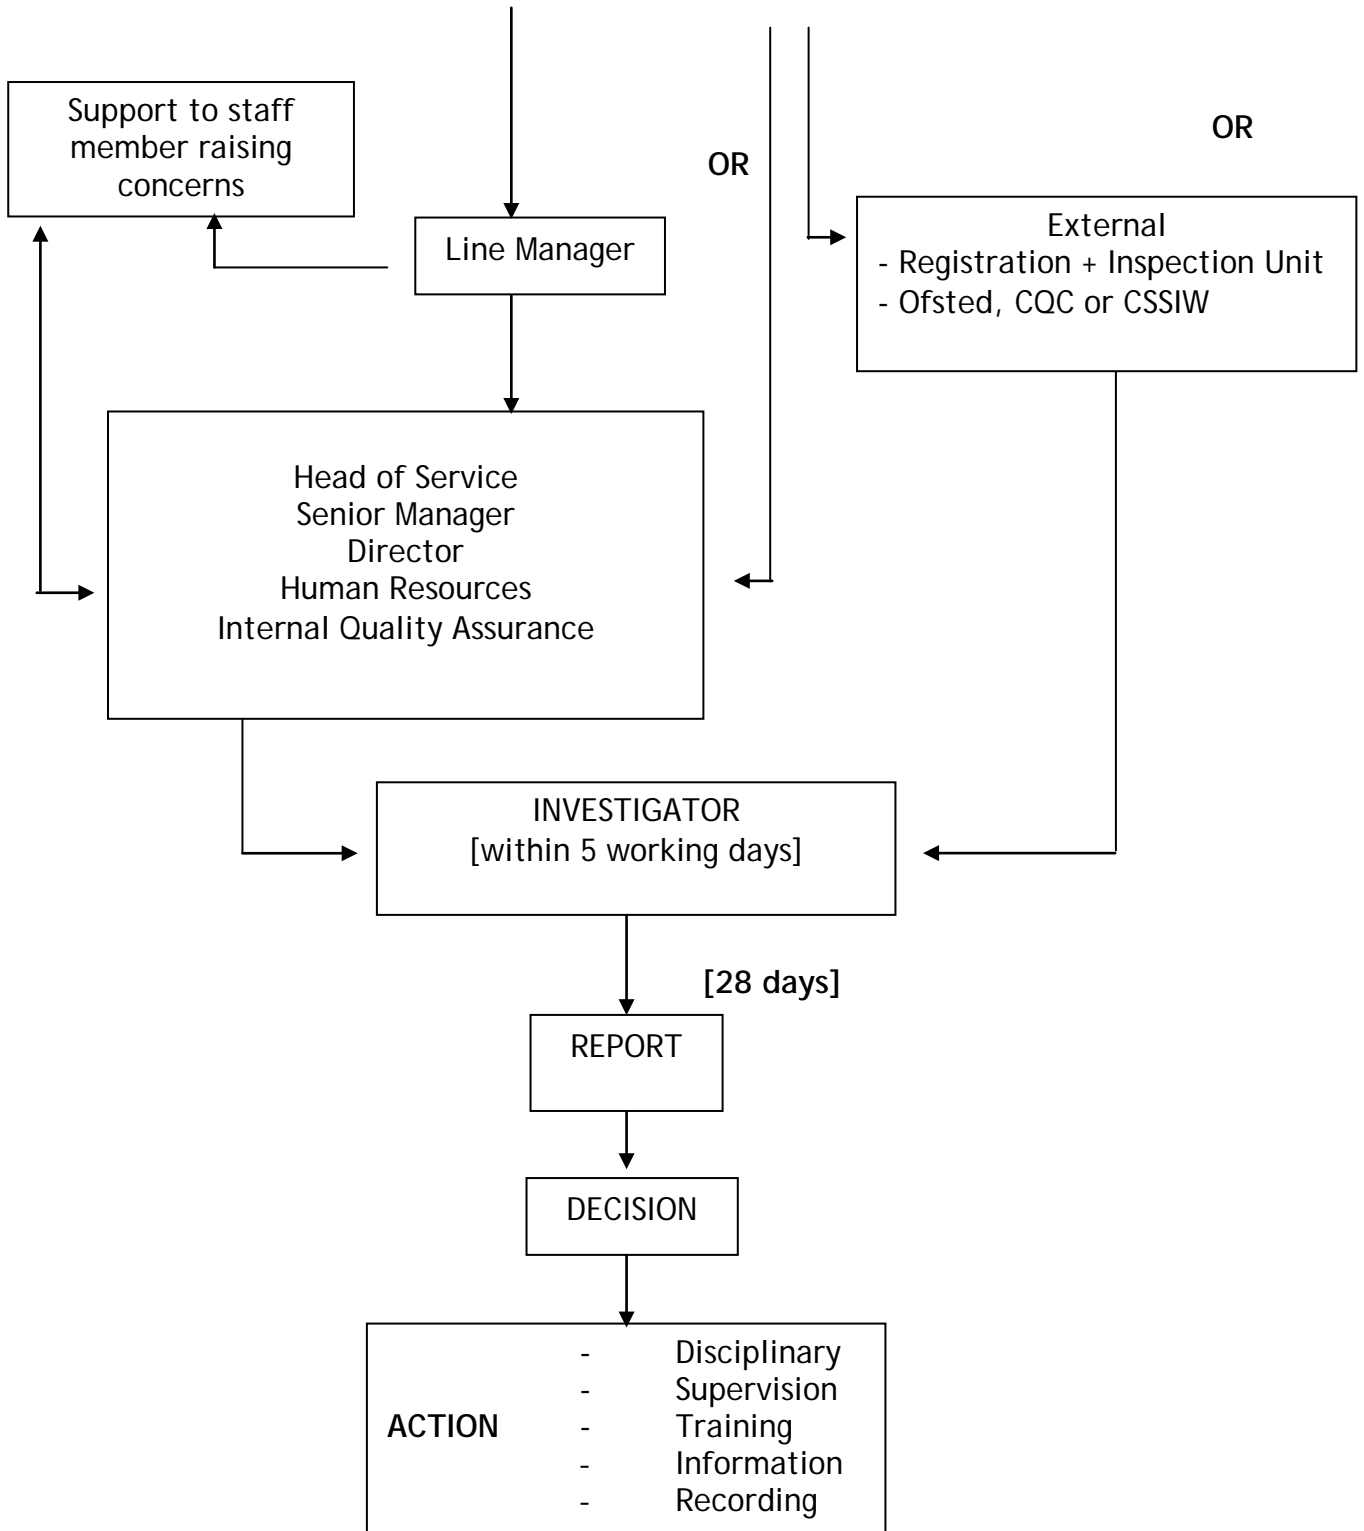 Support to staff
member raising
concerns
OR
OR
Line Manager
External
- Registration + Inspection Unit
- Ofsted, CQC or CSSIW
Head of Service
Senior Manager
Director
Human Resources
Internal Quality Assurance
INVESTIGATOR
[within 5 working days]
[28 days]
REPORT
DECISION
- Disciplinary
- Supervision
ACTION - Training
- Information
- Recording